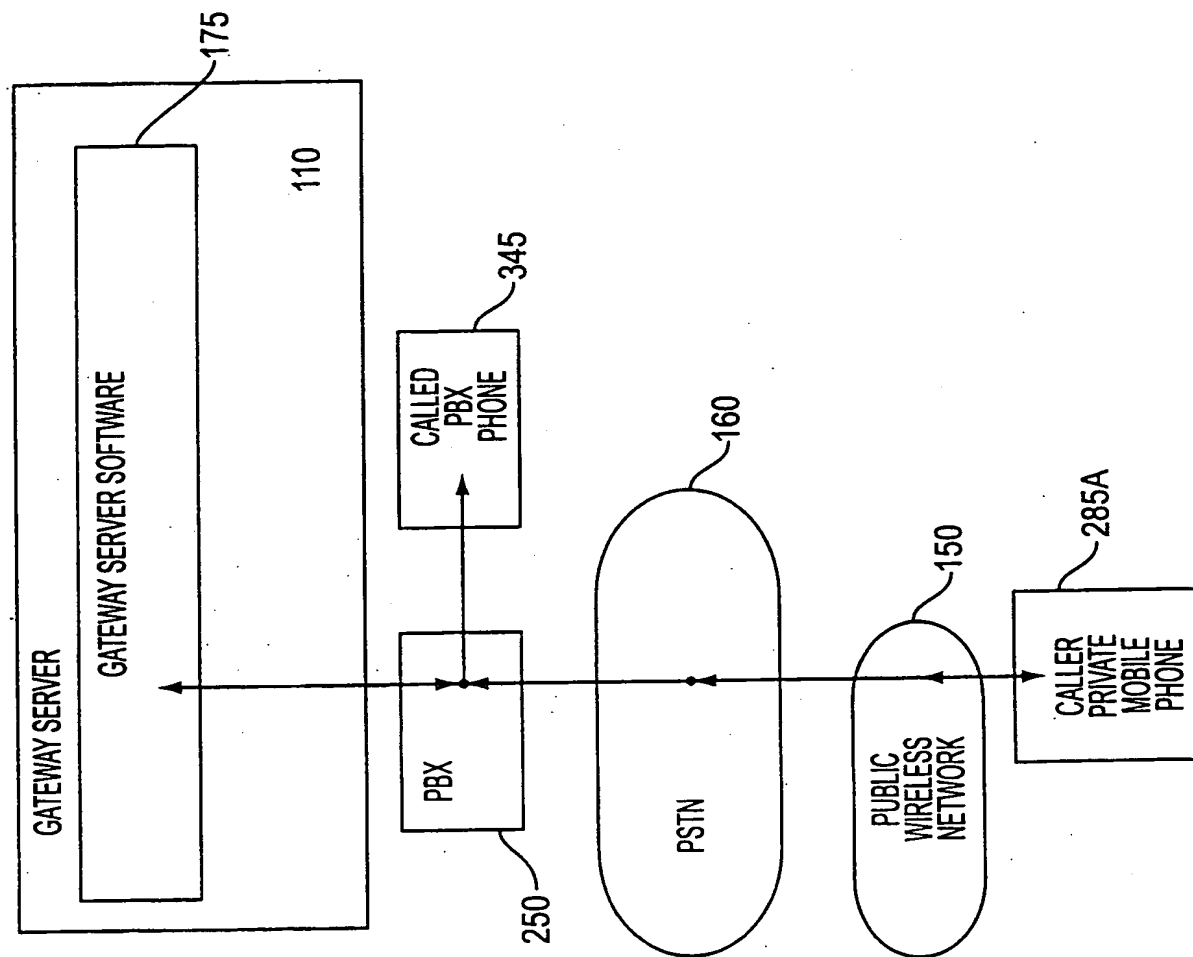 GATEWAY SERVER
GATEWAY SERVER SOFTWARE
175
110
PBX
250
CALLED
PBX
PHONE
345
PSTN
160
PUBLIC
WIRELESS
NETWORK
150
CALLER
PRIVATE
MOBILE
PHONE
285A